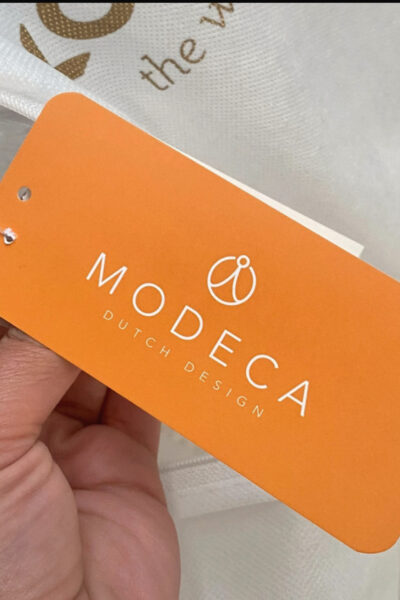 the w
MODECA
DUTCH DESIGN